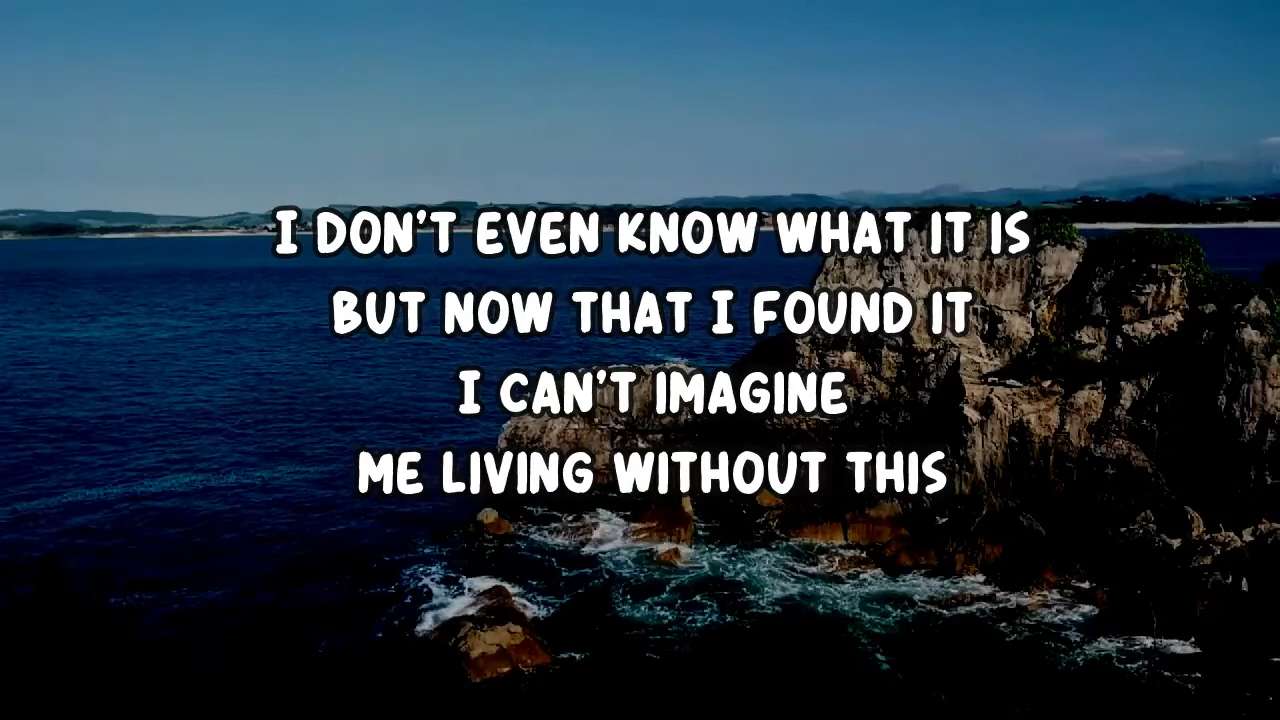 I DON'T EVEN KNOW WHAT IT IS
BUT NOW THAT I FOUND IT
I CAN'T IMAGINE
ME LIVING WITHOUT THIS